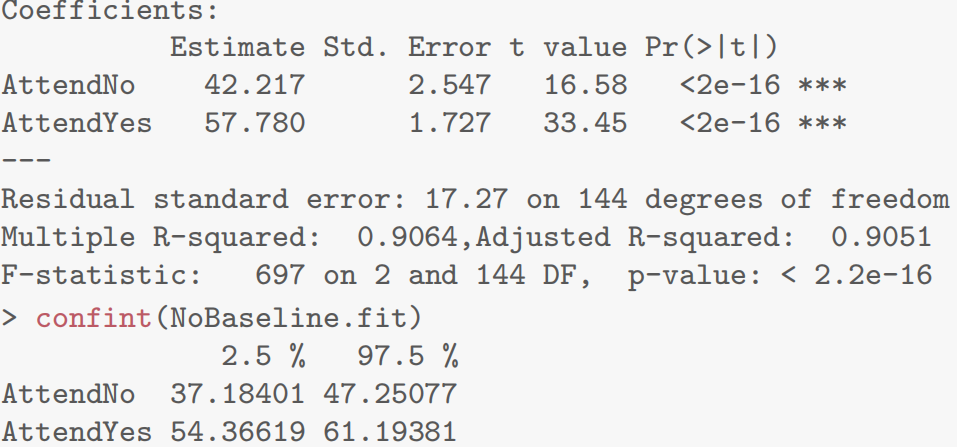 Coefficients:
          Estimate Std. Error t value Pr(>|t|)
AttendNo    42.217      2.547   16.58   <2e-16 ***
AttendYes   57.780      1.727   33.45   <2e-16 ***
---
Residual standard error: 17.27 on 144 degrees of freedom
Multiple R-squared:  0.9064,Adjusted R-squared:  0.9051
F-statistic:   697 on 2 and 144 DF,  p-value: < 2.2e-16
> confint(NoBaseline.fit)
             2.5 %   97.5 %
AttendNo  37.18401 47.25077
AttendYes 54.36619 61.19381